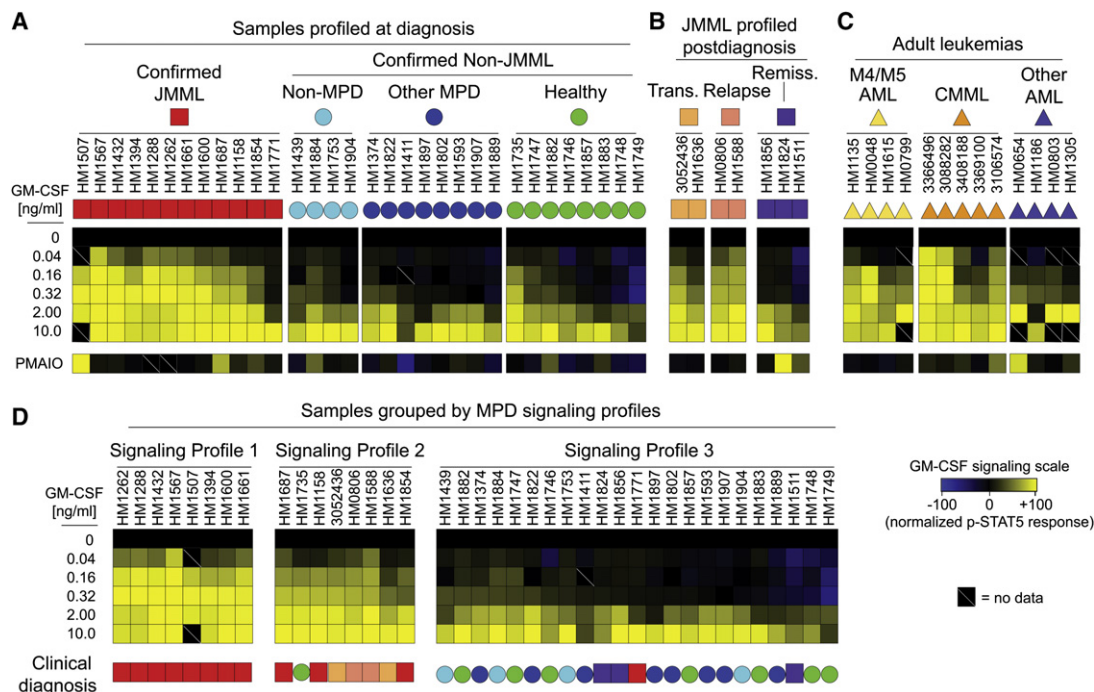 A
Samples profiled at diagnosis
Confirmed JMML
Confirmed Non-JMML
Non-MPD
Other MPD
Healthy
HM1507 HM1567 HM1432 HM1394 HM1288 HM1262 HM1661 HM1600 HM1687 HM1158 HM1854 HM1771
HM1439 HM1884 HM1753 HM1904
HM1374 HM1822 HM1411 HM1897 HM1802 HM1593 HM1907 HM1889
HM1735 HM1747 HM1882 HM1746 HM1857 HM1883 HM1748 HM1749
GM-CSF
[ng/ml]
0
0.04
0.16
0.32
2.00
10.0
PMAIO
B
JMML profiled
postdiagnosis
Remiss.
Trans. Relapse
3052436 HM1636
HM0806 HM1588
HM1856 HM1824 HM1511
C
Adult leukemias
M4/M5
AML
CMML
Other
AML
HM135 HM0048 HM1615 HM0799
3366496 3088282 3408188 3369100 3106574
HM0654 HM1186 HM0803 HM1305
D
Samples grouped by MPD signaling profiles
Signaling Profile 1
Signaling Profile 2
Signaling Profile 3
HM1262 HM1288 HM1432 HM1567 HM1507 HM1394 HM1600 HM1661
HM1687 HM1735 HM1158 3052436 HM0806 HM1588 HM1636 HM1854
HM1439 HM1882 HM1374 HM1884 HM1747 HM1822 HM1746 HM1753 HM1411 HM1824 HM1856 HM1771 HM1897 HM1802 HM1857 HM1593 HM1907 HM1904 HM1883 HM1889 HM1511 HM1748 HM1749
GM-CSF
[ng/ml]
0
0.04
0.16
0.32
2.00
10.0
Clinical
diagnosis
GM-CSF signaling scale
-100 0 +100
(normalized p-STAT5 response)
= no data